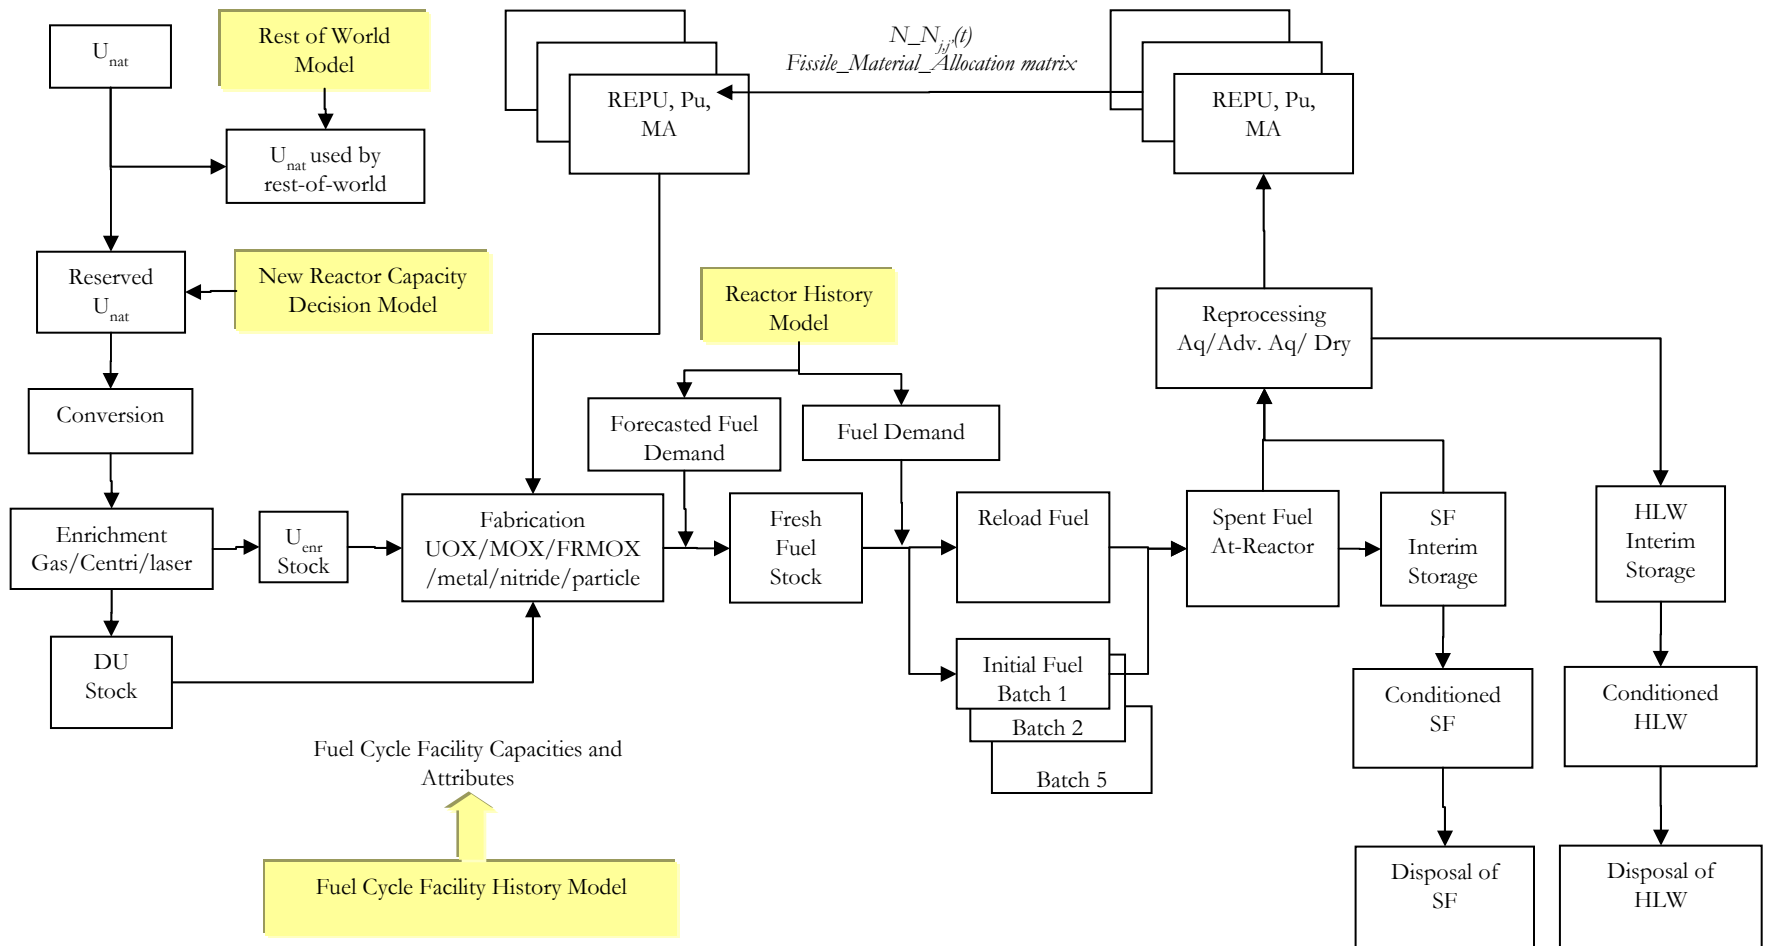 U_nat
Rest of World
Model
N_N_j,j'(t)
Fissile_Material_Allocation matrix
REPU, Pu,
MA
REPU, Pu,
MA
U_nat used by
rest-of-world
Reserved
U_nat
New Reactor Capacity
Decision Model
Reactor History
Model
Reprocessing
Aq/Adv. Aq/ Dry
Conversion
Forecasted Fuel
Demand
Fuel Demand
Enrichment
Gas/Centri/laser
U_enr
Stock
Fabrication
UOX/MOX/FRMOX
/metal/nitride/particle
Fresh
Fuel
Stock
Reload Fuel
Spent Fuel
At-Reactor
SF
Interim
Storage
HLW
Interim
Storage
DU
Stock
Initial Fuel
Batch 1
Batch 2
Batch 5
Conditioned
SF
Conditioned
HLW
Fuel Cycle Facility Capacities and
Attributes
Fuel Cycle Facility History Model
Disposal of
SF
Disposal of
HLW